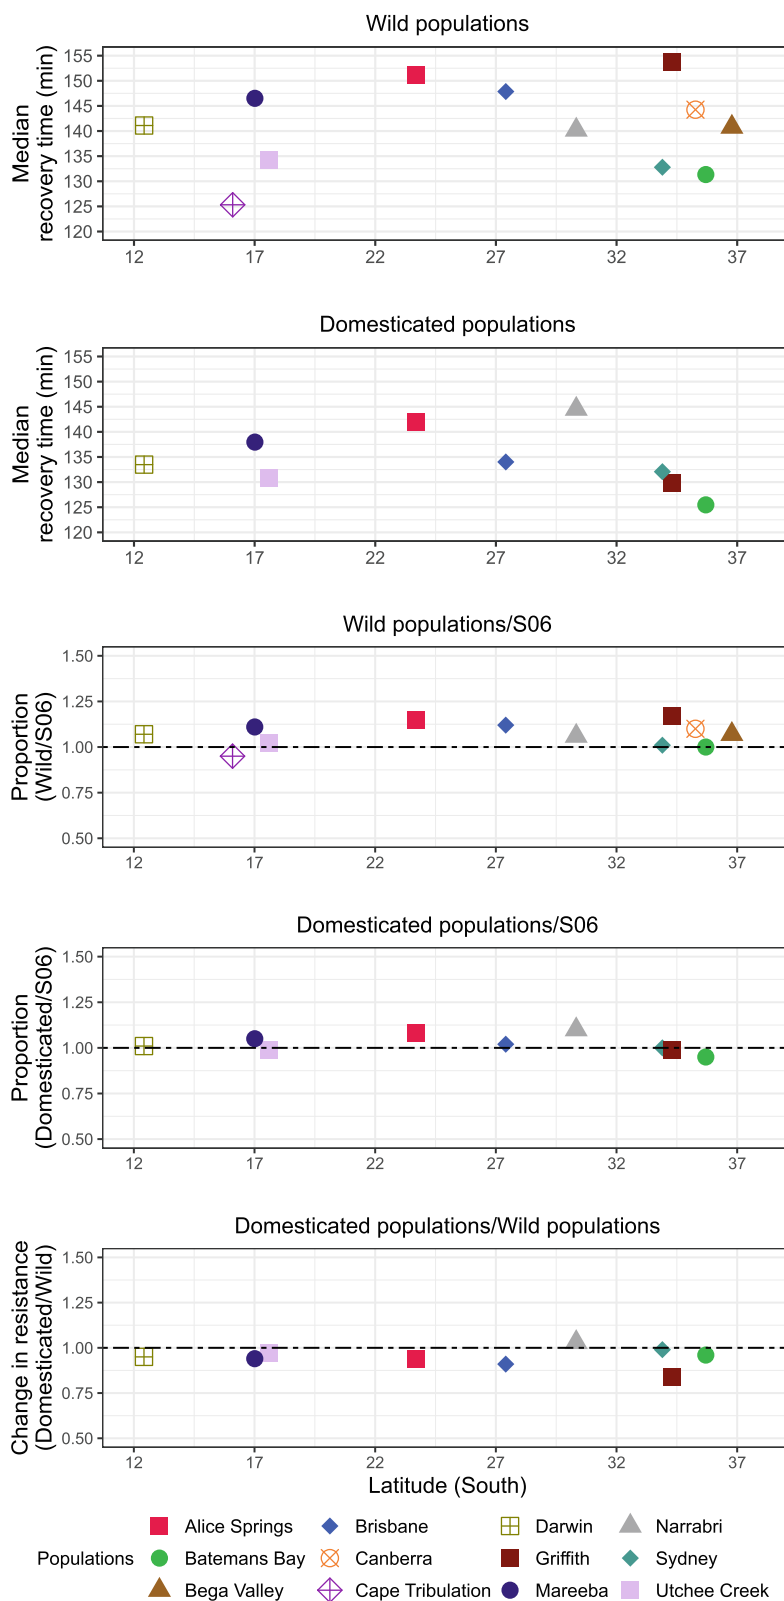 Wild populations
Median
recovery time (min)
155
150
145
140
135
130
125
120
12 17 22 27 32 37
Domesticated populations
Median
recovery time (min)
155
150
145
140
135
130
125
120
12 17 22 27 32 37
Wild populations/S06
Proportion
(Wild/S06)
1.50
1.25
1.00
0.75
0.50
12 17 22 27 32 37
Domesticated populations/S06
Proportion
(Domesticated/S06)
1.50
1.25
1.00
0.75
0.50
12 17 22 27 32 37
Domesticated populations/Wild populations
Change in resistance
(Domesticated/Wild)
1.50
1.25
1.00
0.75
0.50
12 17 22 27 32 37
Latitude (South)
Populations
Alice Springs Brisbane Darwin Narrabri
Batemans Bay Canberra Griffith Sydney
Bega Valley Cape Tribulation Mareeba Utchee Creek